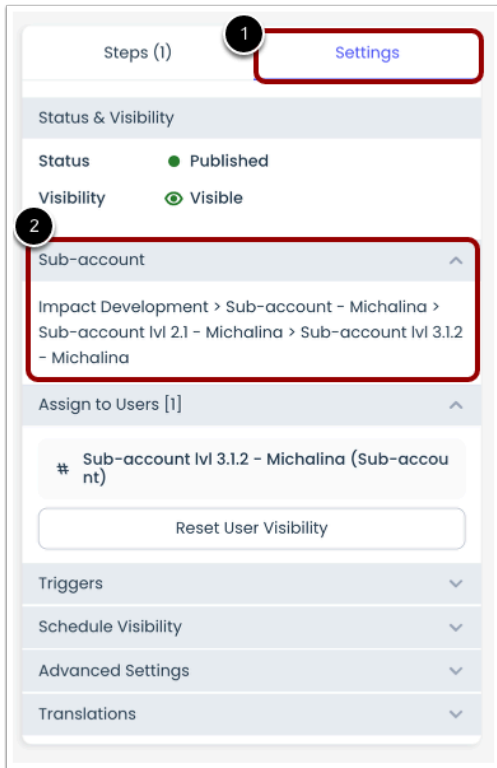 1
Steps (1)
Settings
Status & Visibility
Status
Published
Visibility
Visible
2
Sub-account
Impact Development > Sub-account - Michalina >
Sub-account lvl 2.1 - Michalina > Sub-account lvl 3.1.2
- Michalina
Assign to Users [1]
# Sub-account lvl 3.1.2 - Michalina (Sub-accou
nt)
Reset User Visibility
Triggers
Schedule Visibility
Advanced Settings
Translations